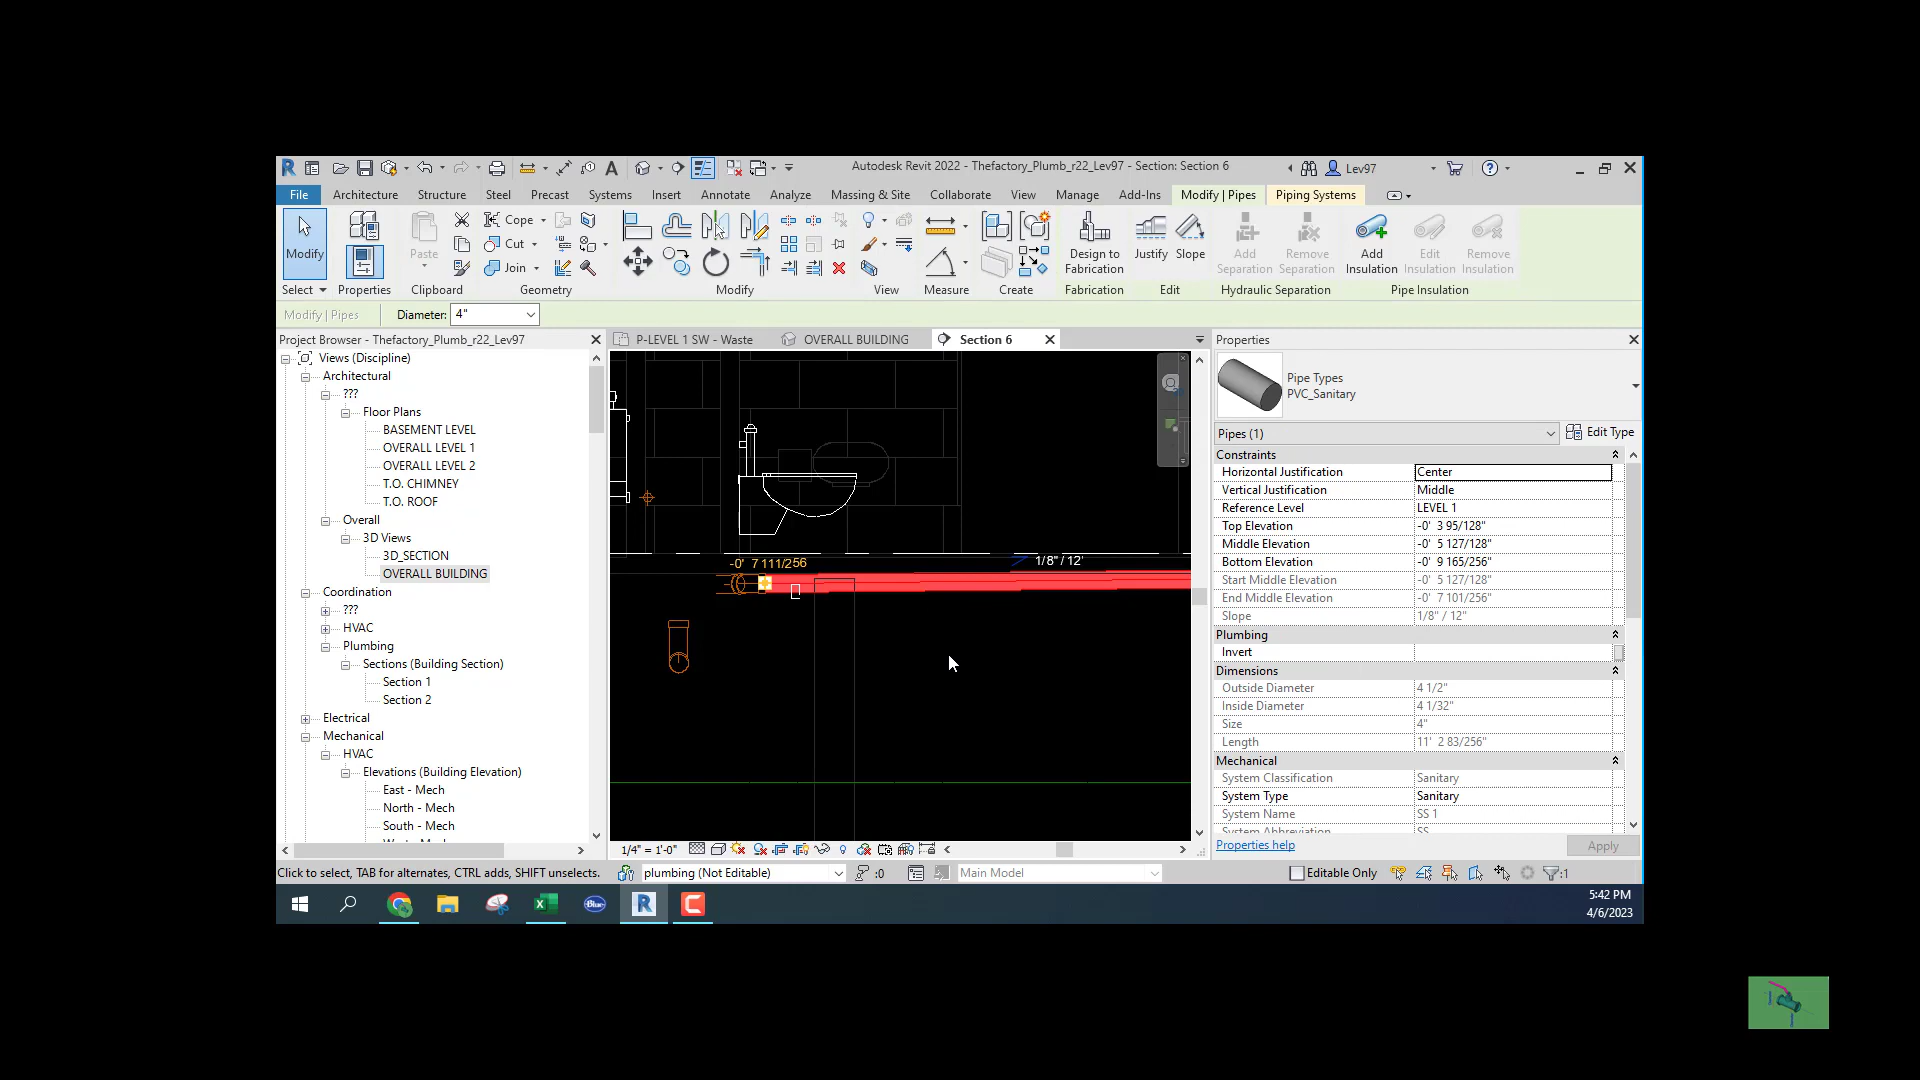 Autodesk Revit 2022 - Thefactory_Plumb_r22_Lev97 - Section: Section 6
Lev97
File Architecture Structure Steel Precast Systems Insert Annotate Analyze Massing & Site Collaborate View Manage Add-Ins Modify | Pipes Piping Systems
Modify
Paste
Cope
Cut
Join
Design to Fabrication
Justify
Slope
Add Separation
Remove Separation
Add Insulation
Edit Insulation
Remove Insulation
Select Properties Clipboard Geometry Modify View Measure Create Fabrication Edit Hydraulic Separation Pipe Insulation
Modify | Pipes
Diameter: 4"
Project Browser - Thefactory_Plumb_r22_Lev97
Views (Discipline)
Architectural
???
Floor Plans
BASEMENT LEVEL
OVERALL LEVEL 1
OVERALL LEVEL 2
T.O. CHIMNEY
T.O. ROOF
Overall
3D Views
3D_SECTION
OVERALL BUILDING
Coordination
???
HVAC
Plumbing
Sections (Building Section)
Section 1
Section 2
Electrical
Mechanical
HVAC
Elevations (Building Elevation)
East - Mech
North - Mech
South - Mech
P-LEVEL 1 SW - Waste
OVERALL BUILDING
Section 6
-0' 7 111/256
1/8" / 12"
1/4" = 1'-0"
Properties
Pipe Types
PVC_Sanitary
Pipes (1)
Edit Type
Constraints
Horizontal Justification Center
Vertical Justification Middle
Reference Level LEVEL 1
Top Elevation -0' 3 95/128"
Middle Elevation -0' 5 127/128"
Bottom Elevation -0' 9 165/256"
Start Middle Elevation -0' 5 127/128"
End Middle Elevation -0' 7 101/256"
Slope 1/8" / 12"
Plumbing
Invert
Dimensions
Outside Diameter 4 1/2"
Inside Diameter 4 1/32"
Size 4"
Length 11' 2 83/256"
Mechanical
System Classification Sanitary
System Type Sanitary
System Name SS 1
System Abbreviation SS
Properties help
Apply
Click to select, TAB for alternates, CTRL adds, SHIFT unselects.
plumbing (Not Editable)
:0
Main Model
Editable Only
:1
5:42 PM
4/6/2023